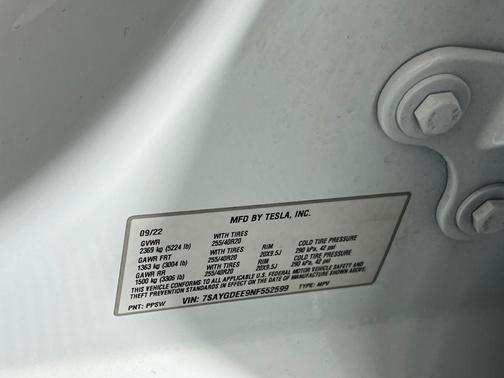 MFD BY TESLA, INC.
09/22
GVWR WITH TIRES
2369 kg (5224 lb) 255/40R20 RIM COLD TIRE PRESSURE
GAWR FRT WITH TIRES 20X9.5J 290 kPa, 42 psi
1363 kg (3004 lb) 255/40R20 RIM COLD TIRE PRESSURE
GAWR RR WITH TIRES 20X9.5J 290 kPa, 42 psi
1500 kg (3306 lb) 255/40R20
THIS VEHICLE CONFORMS TO ALL APPLICABLE U.S. FEDERAL MOTOR VEHICLE SAFETY AND
THEFT PREVENTION STANDARDS IN EFFECT ON THE DATE OF MANUFACTURE SHOWN ABOVE.
PNT: PPSW VIN: 7SAYGDEE9NF552599 TYPE: MPV